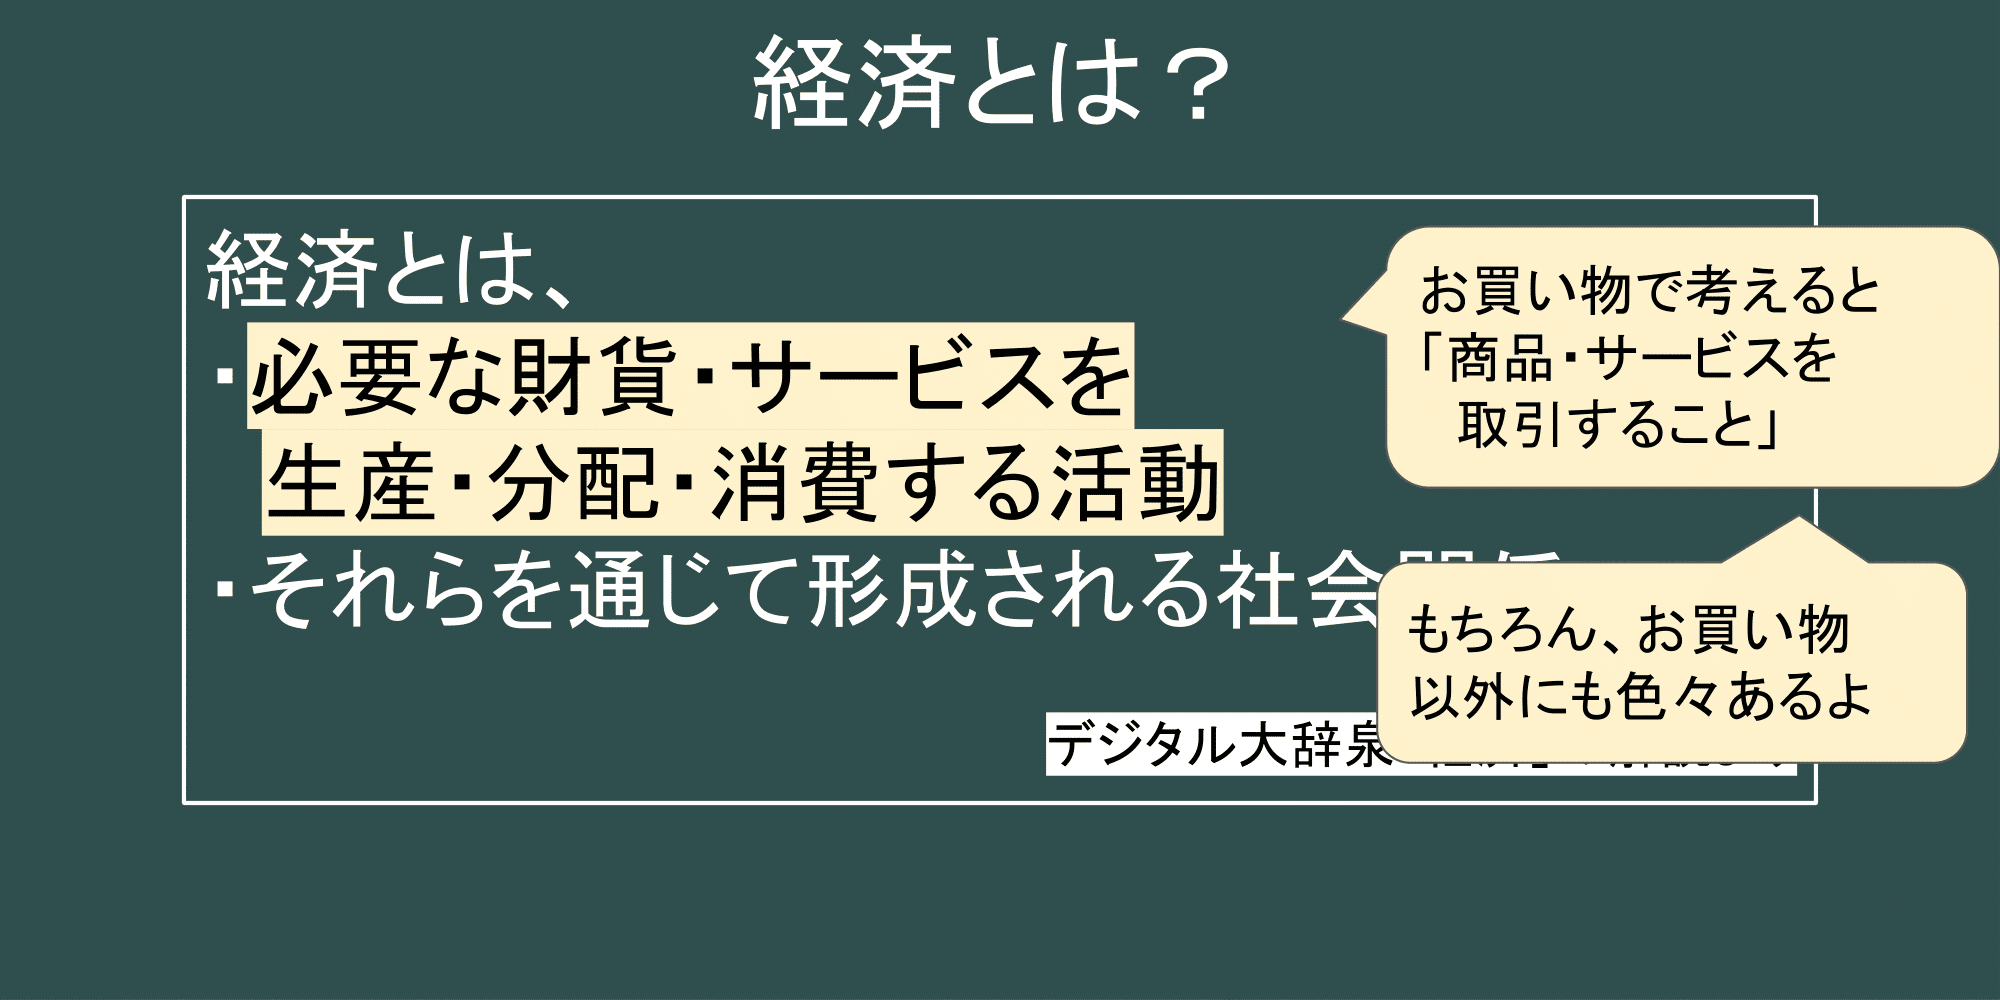 経済とは？
経済とは、
・必要な財貨・サービスを
生産・分配・消費する活動
・それらを通じて形成される社会
デジタル大辞泉
お買い物で考えると
「商品・サービスを
取引すること」
もちろん、お買い物
以外にも色々あるよ